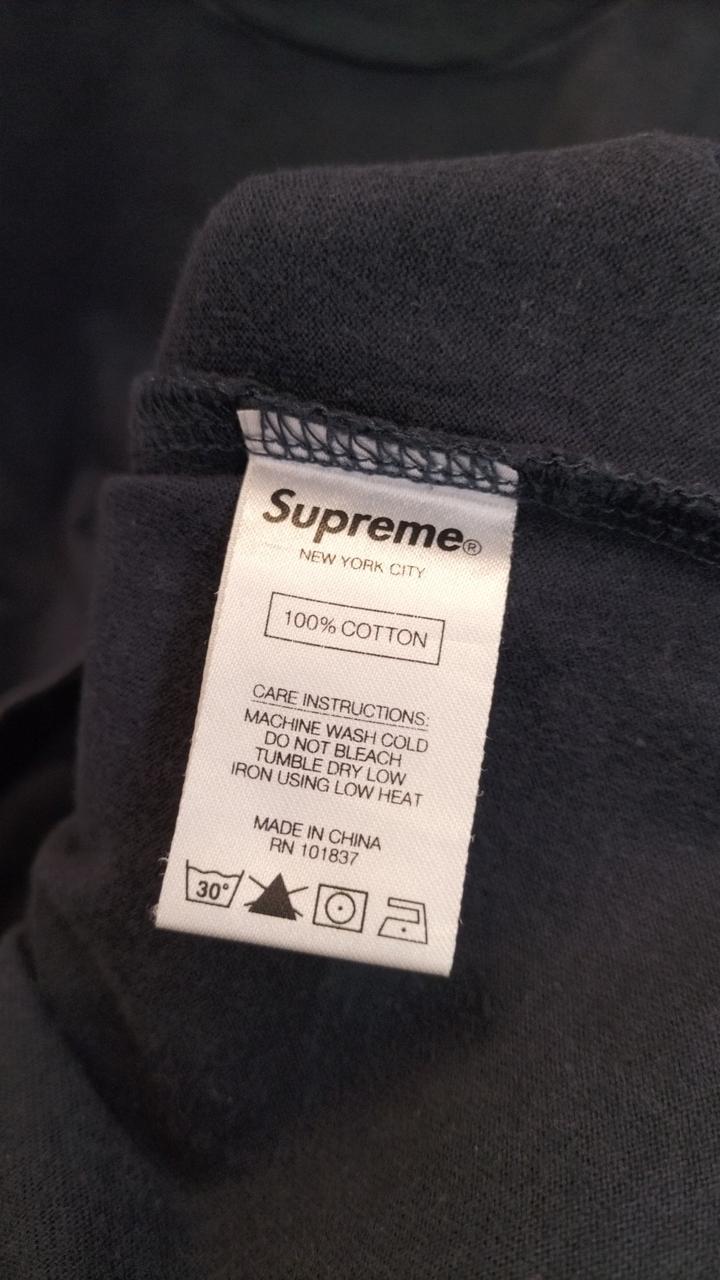 Supreme®
NEW YORK CITY
100% COTTON
CARE INSTRUCTIONS:
MACHINE WASH COLD
DO NOT BLEACH
TUMBLE DRY LOW
IRON USING LOW HEAT
MADE IN CHINA
RN 101837
30°